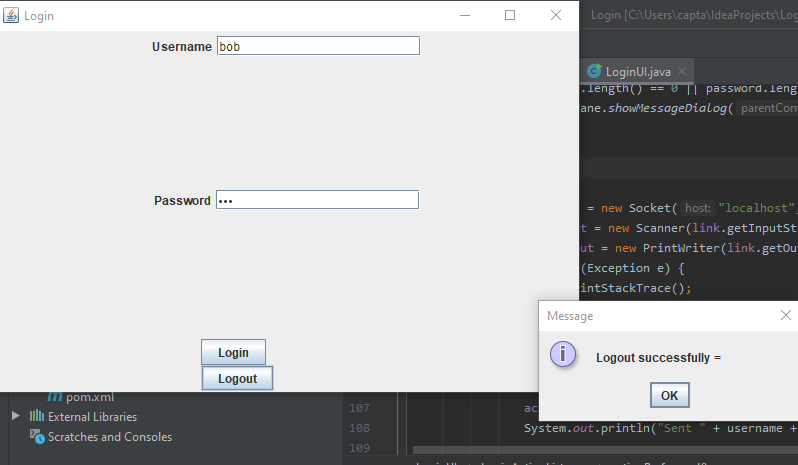 Login
Login [C:\Users\capta\IdeaProjects\Log
Username bob
LoginUI.java
.length() == 0 || password.leng
ane.showMessageDialog( parentCom
Password •••
= new Socket( host: "localhost",
t = new Scanner(link.getInputSt
ut = new PrintWriter(link.getOu
(Exception e) {
intStackTrace();
Message
Logout successfully =
OK
Login
Logout
pom.xml
External Libraries
Scratches and Consoles
107 ac
108 System.out.println("Sent " + username +
109